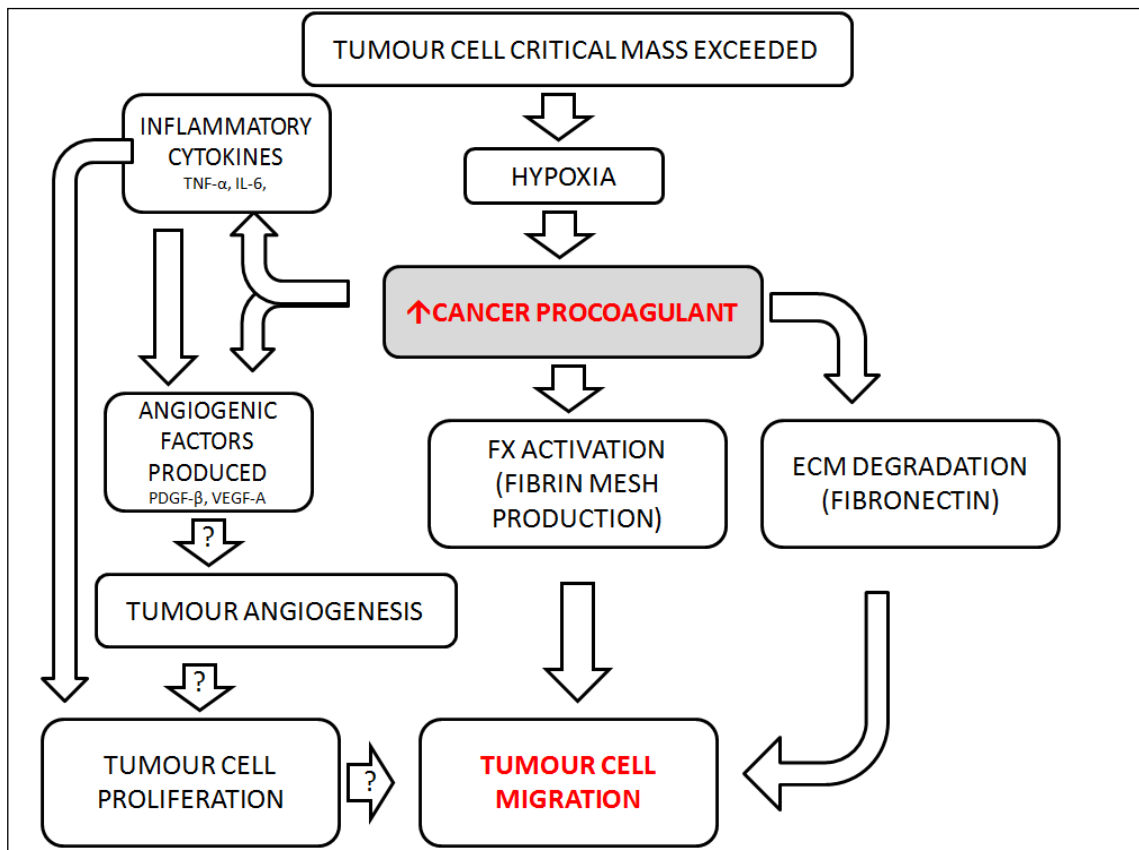 TUMOUR CELL CRITICAL MASS EXCEEDED
INFLAMMATORY
CYTOKINES
TNF-α, IL-6,
HYPOXIA
↑CANCER PROCOAGULANT
ANGIOGENIC
FACTORS
PRODUCED
PDGF-β, VEGF-A
FX ACTIVATION
(FIBRIN MESH
PRODUCTION)
ECM DEGRADATION
(FIBRONECTIN)
?
TUMOUR ANGIOGENESIS
?
TUMOUR CELL
PROLIFERATION
?
TUMOUR CELL
MIGRATION